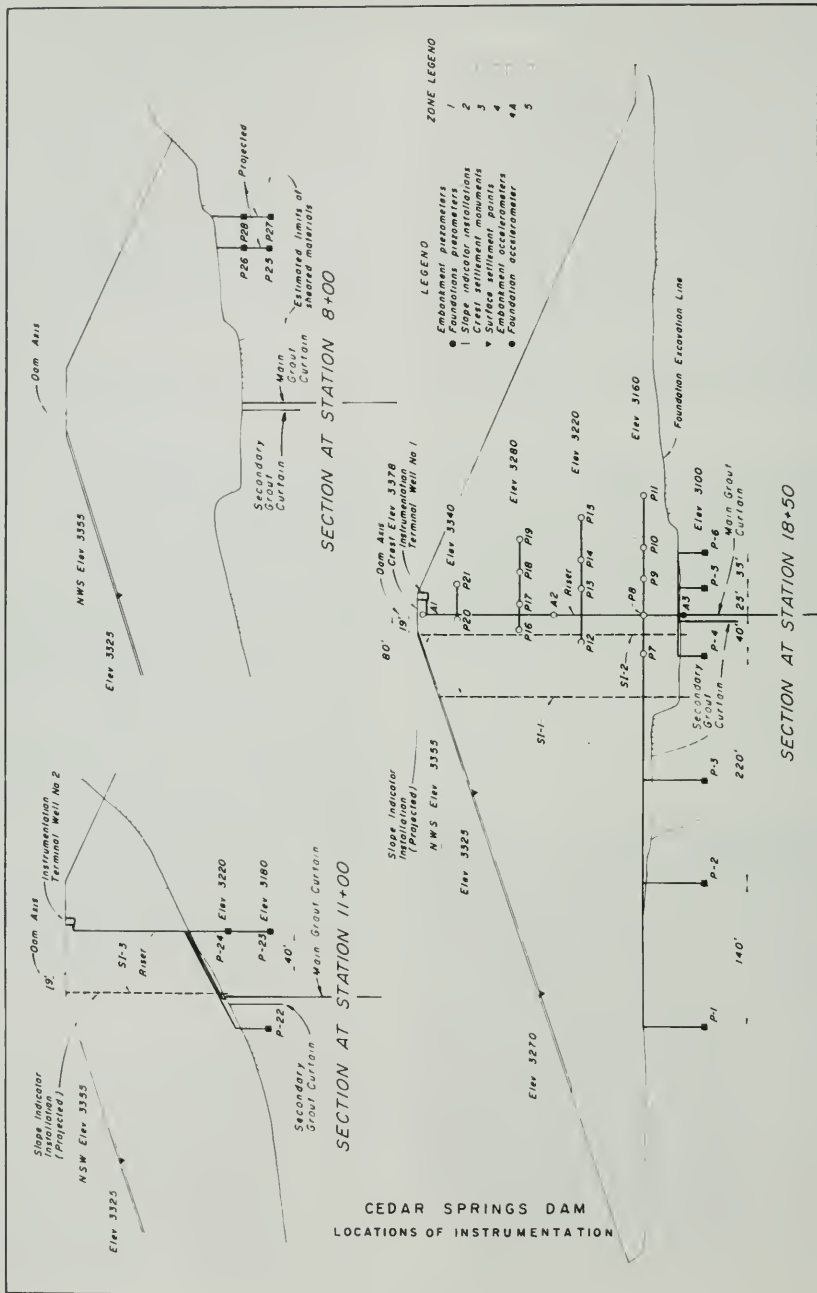 Slope Indicator
Installation
(Projected)
NSW Elev 3355
Elev 3325
19'
Dam Axis
Instrumentation
Terminal Well No 2
SI-3
Riser
P-24
Elev 3220
P-23
Elev 3180
40'
P-22
Main Grout Curtain
Secondary
Grout Curtain
SECTION AT STATION 11+00
Dam Axis
NWS Elev 3355
Elev 3325
P26
P28
P25
P27
Projected
Estimated limits of
sheared materials
Main
Grout
Curtain
Secondary
Grout
Curtain
SECTION AT STATION 8+00
Slope Indicator
Installation
(Projected)
NWS Elev 3355
Elev 3325
Elev 3270
80'
19'
Dam Axis
Crest Elev 3378
Instrumentation
Terminal Well No 1
A1
Elev 3340
P20
P21
Elev 3280
P16
P17
P18
P19
A2
Riser
Elev 3220
P12
P13
P14
P15
Elev 3160
P7
P8
P9
P10
P11
SI-1
SI-2
A3
Foundation Excavation Line
Elev 3100
P-1
P-2
P-3
P-4
P-5
P-6
Main Grout
Curtain
Secondary
Grout
Curtain
140'
220'
40'
25'
35'
SECTION AT STATION 18+50
LEGEND
Embankment piezometers
Foundations piezometers
Slope indicator installations
Crest settlement monuments
Surface settlement points
Embankment accelerometers
Foundation accelerometer
ZONE LEGEND
1
2
3
4
4A
5
CEDAR SPRINGS DAM
LOCATIONS OF INSTRUMENTATION